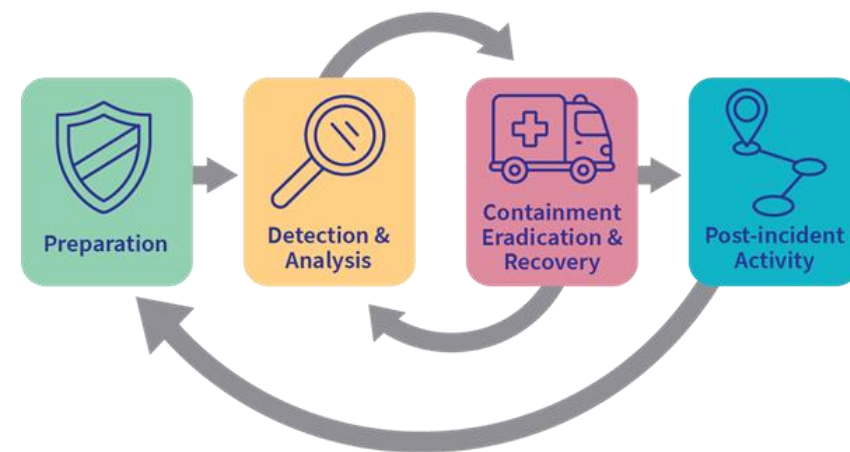 Preparation
Detection &
Analysis
Containment
Eradication &
Recovery
Post-incident
Activity